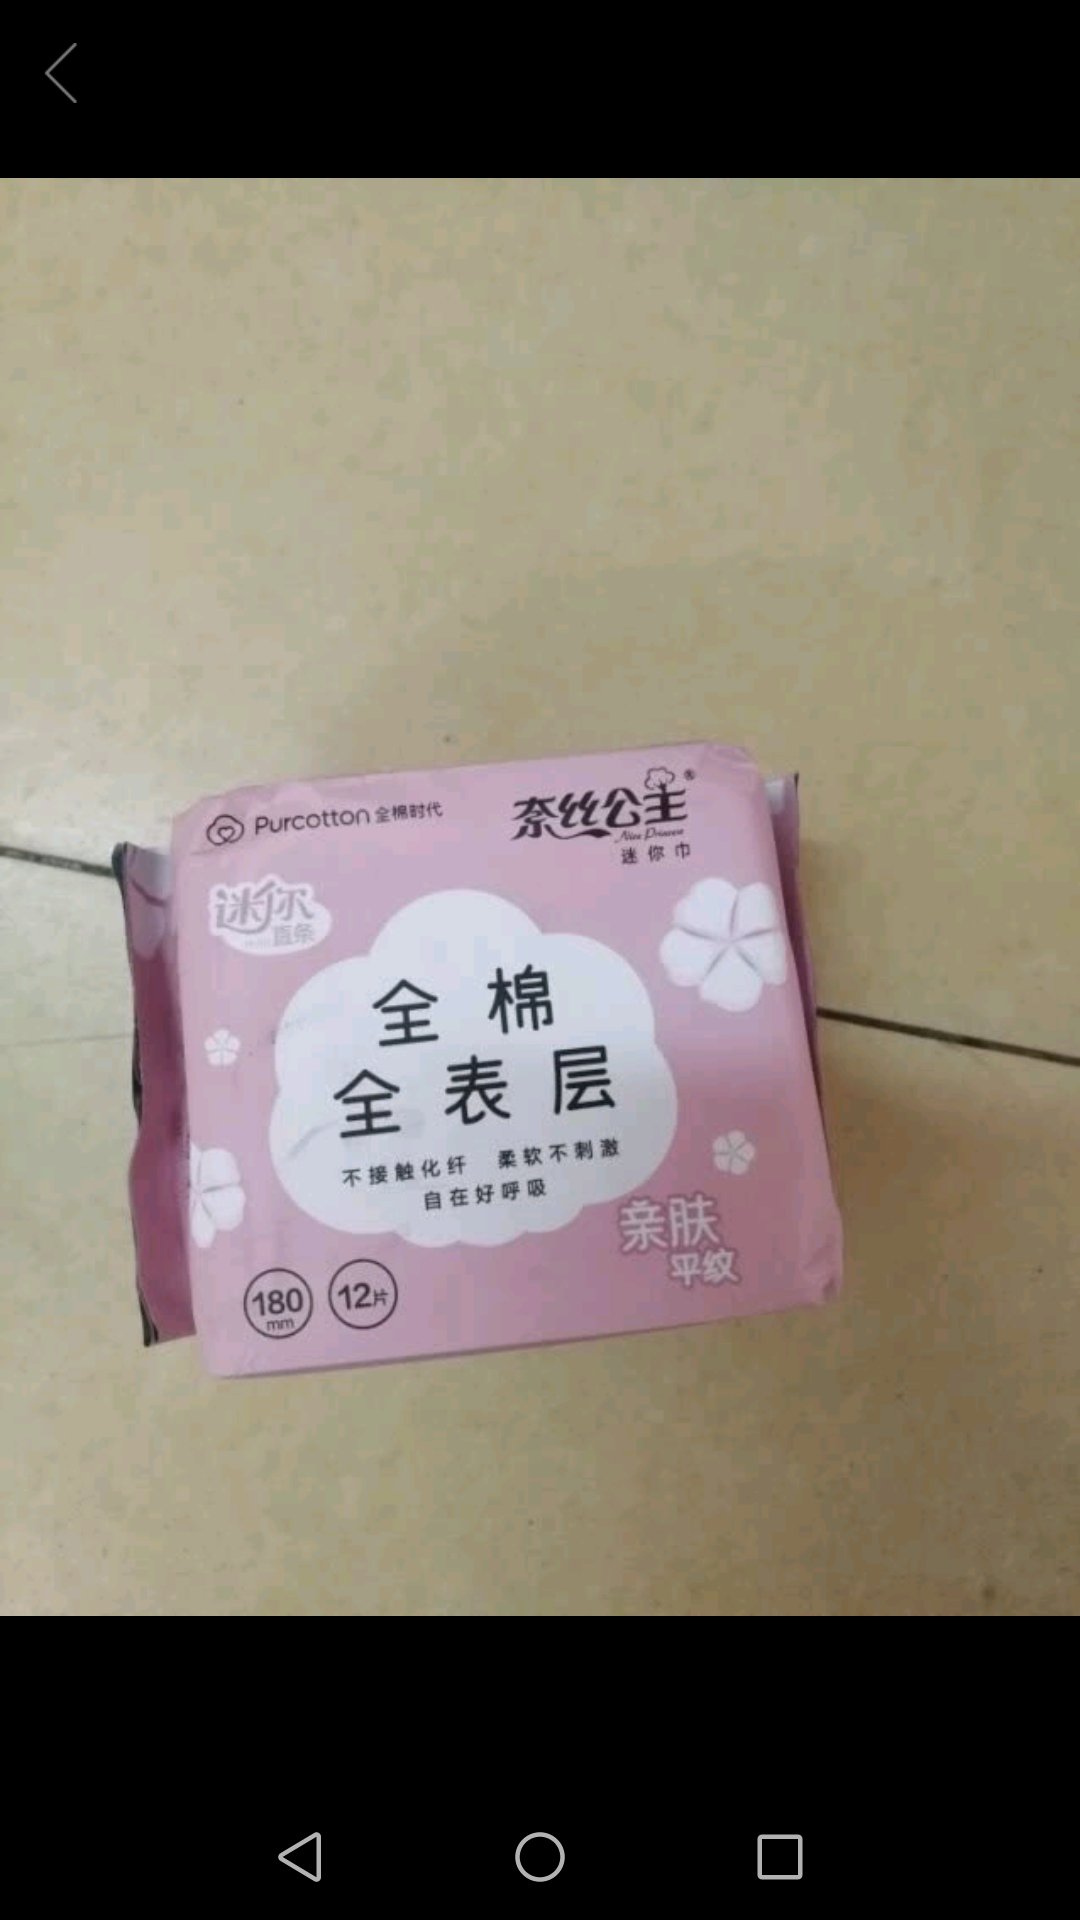 Purcotton 全棉时代
奈丝公主®
Nice Princess
迷你巾
迷你
mini 直条
全棉
全表层
不接触化纤 柔软不刺激
自在好呼吸
亲肤
平纹
180
mm
12片